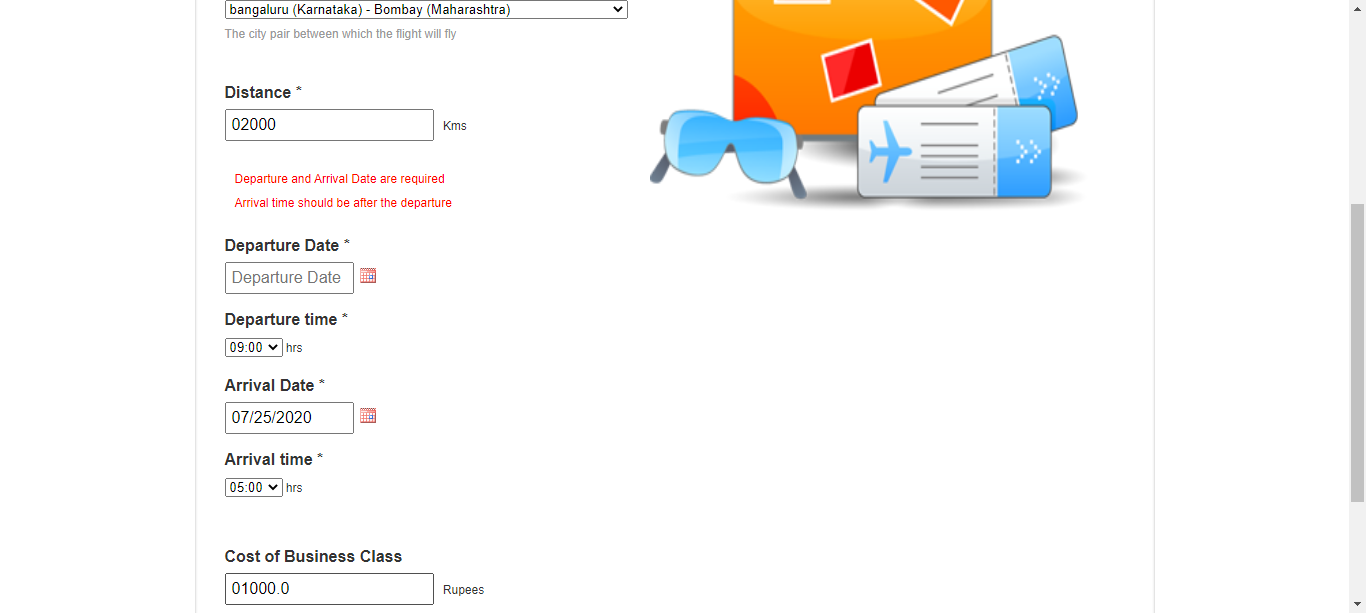 bangaluru (Karnataka) - Bombay (Maharashtra)
The city pair between which the flight will fly
Distance *
02000 Kms
Departure and Arrival Date are required
Arrival time should be after the departure
Departure Date *
Departure Date
Departure time *
09:00 hrs
Arrival Date *
07/25/2020
Arrival time *
05:00 hrs
Cost of Business Class
01000.0 Rupees